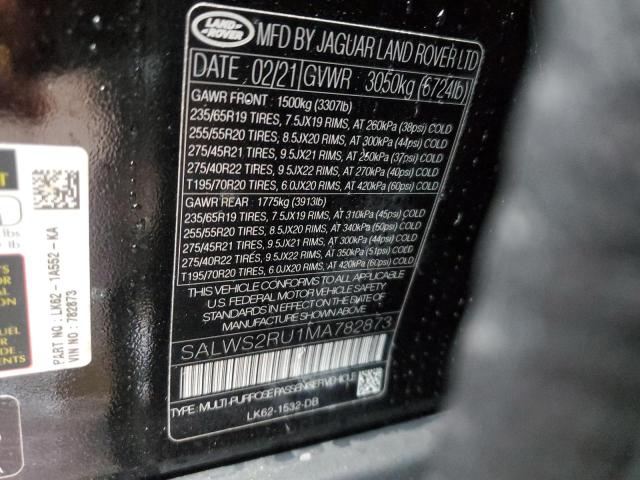 LAND ROVER
MFD BY JAGUAR LAND ROVER LTD
DATE 02/21 GVWR 3050kg (6724lb)
GAWR FRONT: 1500kg (3307lb)
235/65R19 TIRES, 7.5JX19 RIMS, AT 260kPa (38psi) COLD
255/55R20 TIRES, 8.5JX20 RIMS, AT 300kPa (44psi) COLD
275/45R21 TIRES, 9.5JX21 RIMS, AT 260kPa (37psi) COLD
275/40R22 TIRES, 9.5JX22 RIMS, AT 270kPa (40psi) COLD
T195/70R20 TIRES, 6.0JX20 RIMS, AT 420kPa (60psi) COLD
GAWR REAR: 1775kg (3913lb)
235/65R19 TIRES, 7.5JX19 RIMS, AT 310kPa (45psi) COLD
255/55R20 TIRES, 8.5JX20 RIMS, AT 340kPa (50psi) COLD
275/45R21 TIRES, 9.5JX21 RIMS, AT 300kPa (44psi) COLD
275/40R22 TIRES, 9.5JX22 RIMS, AT 350kPa (51psi) COLD
T195/70R20 TIRES, 6.0JX20 RIMS, AT 420kPa (60psi) COLD
THIS VEHICLE CONFORMS TO ALL APPLICABLE
U.S. FEDERAL MOTOR VEHICLE SAFETY
STANDARDS IN EFFECT ON THE DATE OF
MANUFACTURE SHOWN ABOVE
SALWS2RU1MA782873
TYPE: MULTI-PURPOSE PASSENGER VEHICLE
LK62-1532-DB
PART NO: LK62-1A552-KA
VIN NO: 782873
lbs
lb